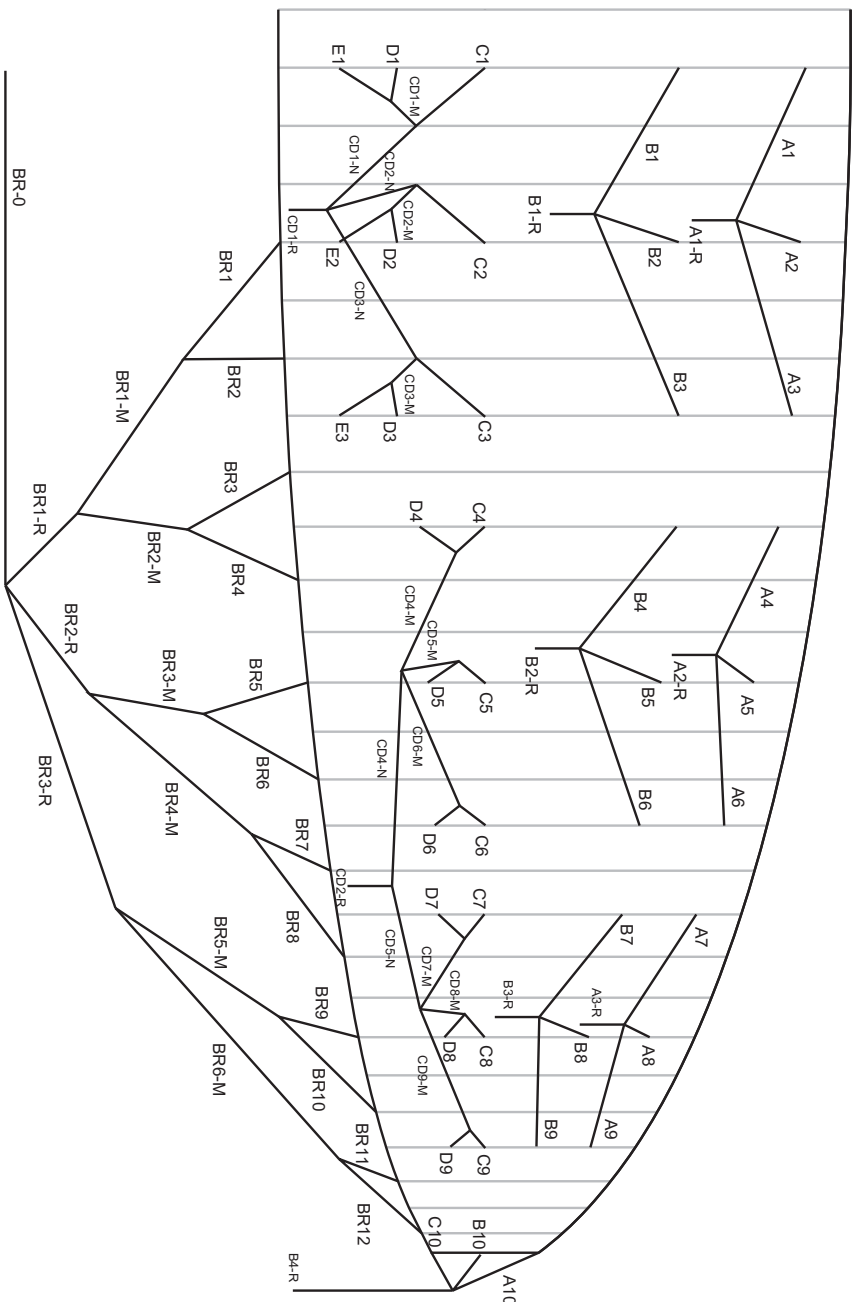 C1
D1
E1
CD1-M
A1
B1
CD1-N
CD2-N
B1-R
A1-R
CD1-R
CD2-M
C2
D2
E2
B2
A2
BR-0
BR1
CD3-N
BR2
BR1-M
CD3-M
C3
D3
E3
B3
A3
BR3
BR1-R
BR2-M
BR4
C4
D4
CD4-M
B4
A4
CD5-M
BR2-R
BR3-M
BR5
D5
C5
B2-R
B5
A2-R
A5
BR3-R
BR4-M
BR6
CD4-N
CD6-M
D6
C6
B6
A6
BR7
CD2-R
BR8
D7
C7
B7
A7
BR5-M
CD5-N
CD7-M
CD8-M
B3-R
A3-R
BR9
D8
C8
B8
A8
BR6-M
BR10
CD9-M
BR11
D9
C9
B9
A9
BR12
C10
B10
A10
B4-R